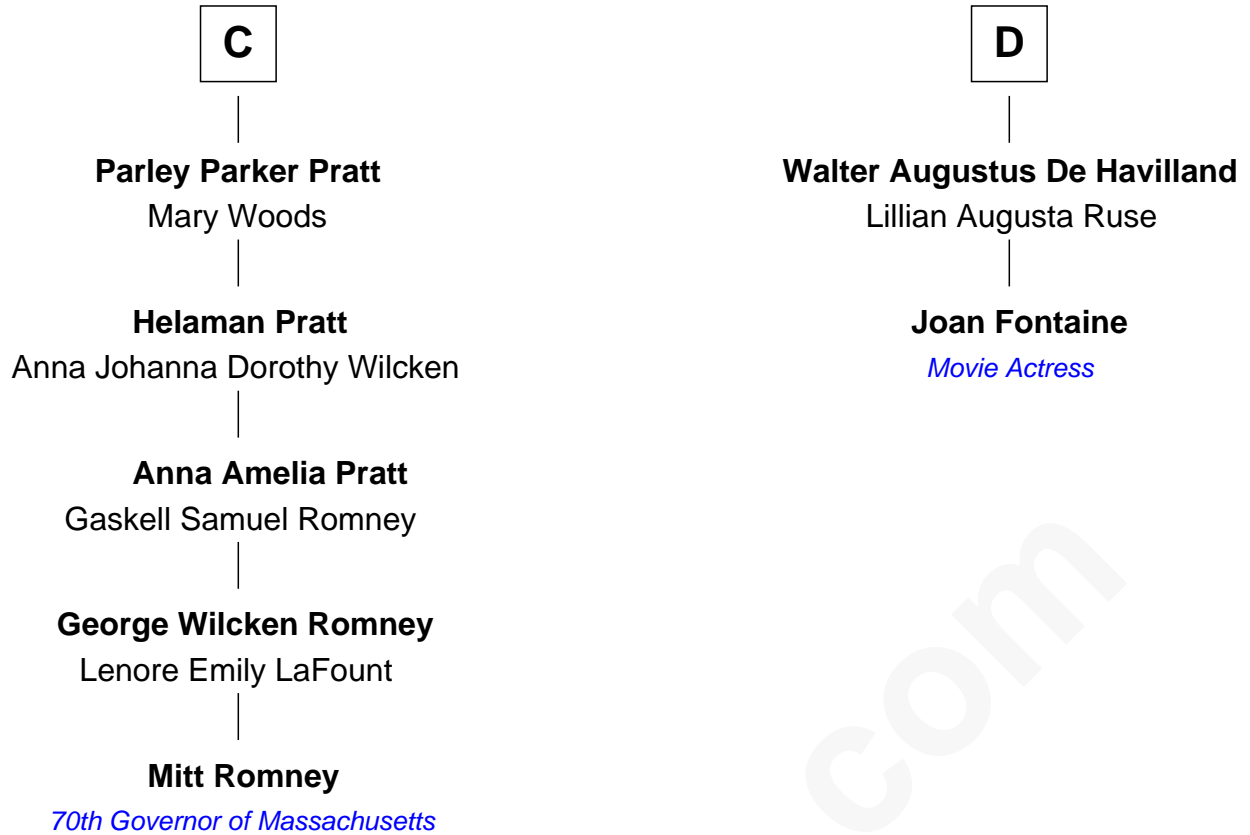 C
Parley Parker Pratt
Mary Woods
Helaman Pratt
Anna Johanna Dorothy Wilcken
Anna Amelia Pratt
Gaskell Samuel Romney
George Wilcken Romney
Lenore Emily LaFount
Mitt Romney
70th Governor of Massachusetts
D
Walter Augustus De Havilland
Lillian Augusta Ruse
Joan Fontaine
Movie Actress
com